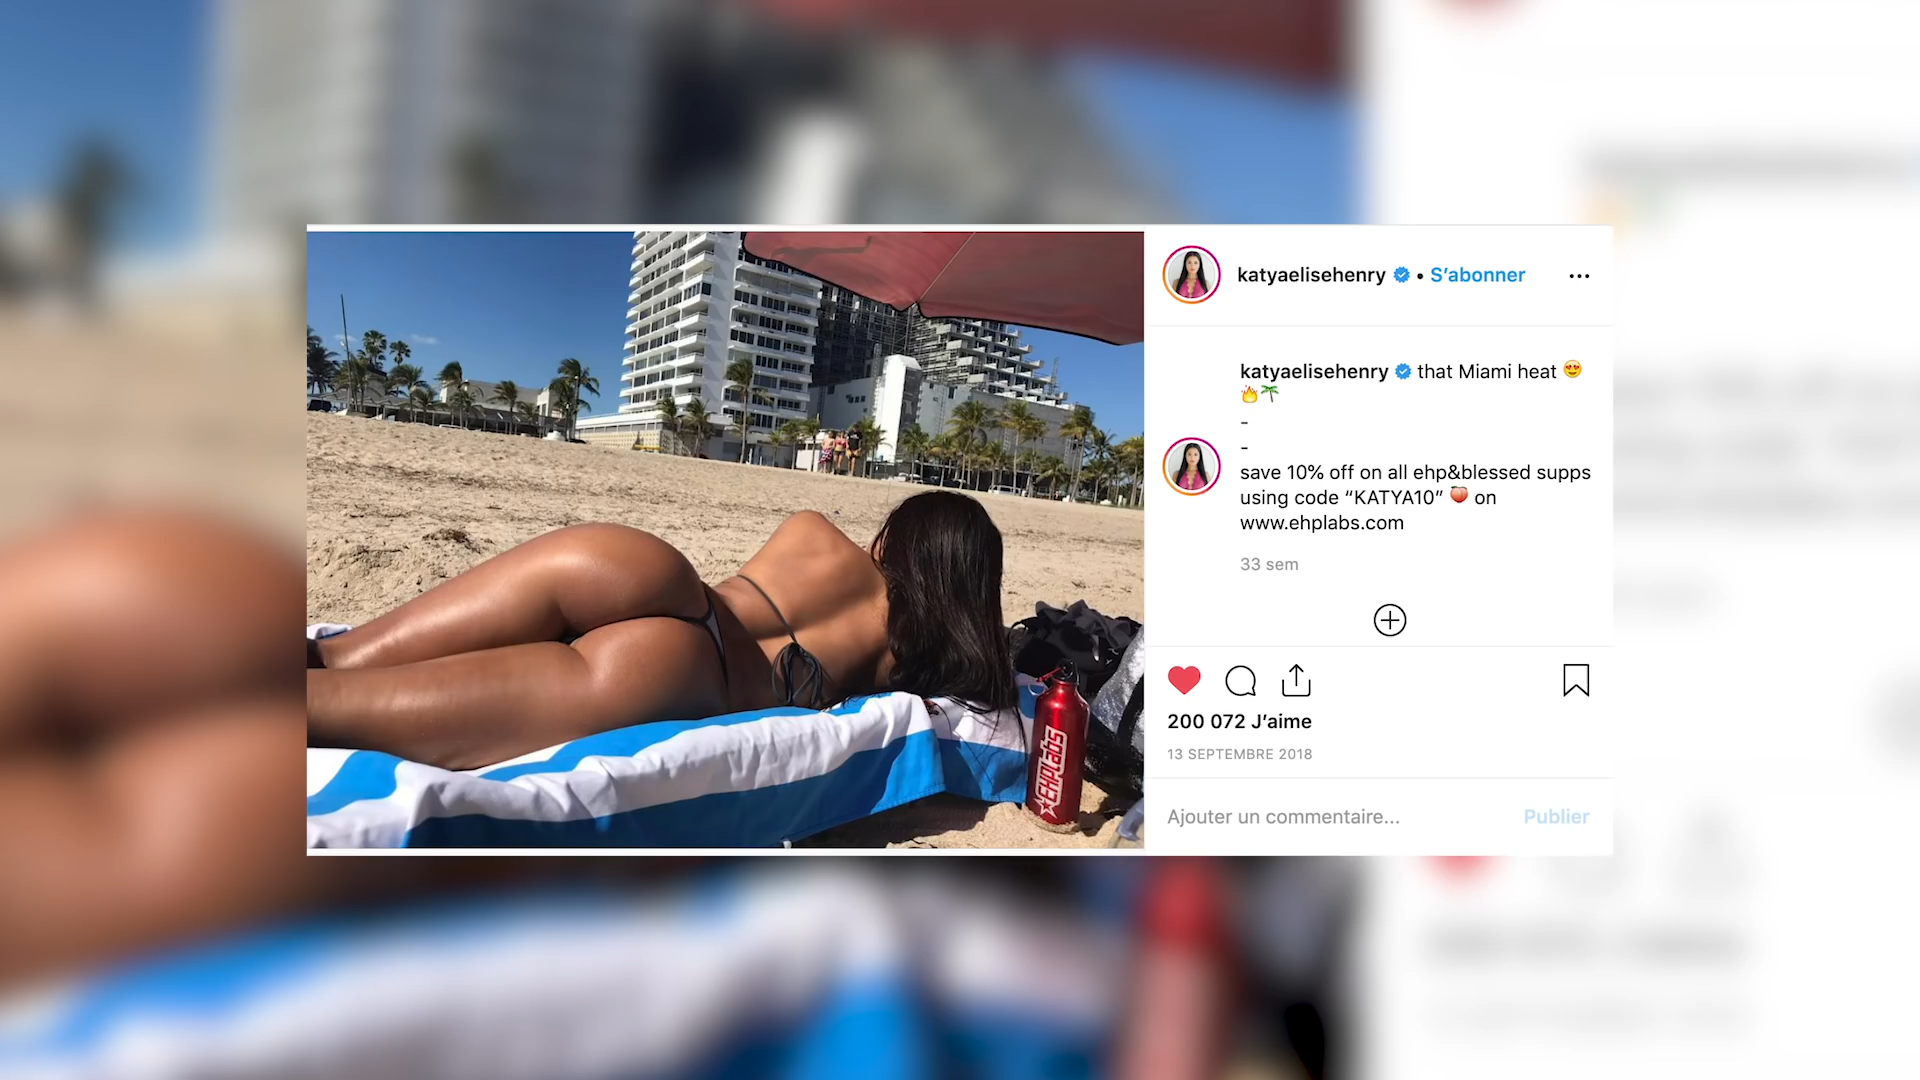 katyaelisehenry • S'abonner
katyaelisehenry that Miami heat 😍
🔥🌴
-
-
save 10% off on all ehp&blessed supps
using code “KATYA10” 🍑 on
www.ehplabs.com
33 sem
EHPlabs
200 072 J'aime
13 SEPTEMBRE 2018
Ajouter un commentaire...
Publier